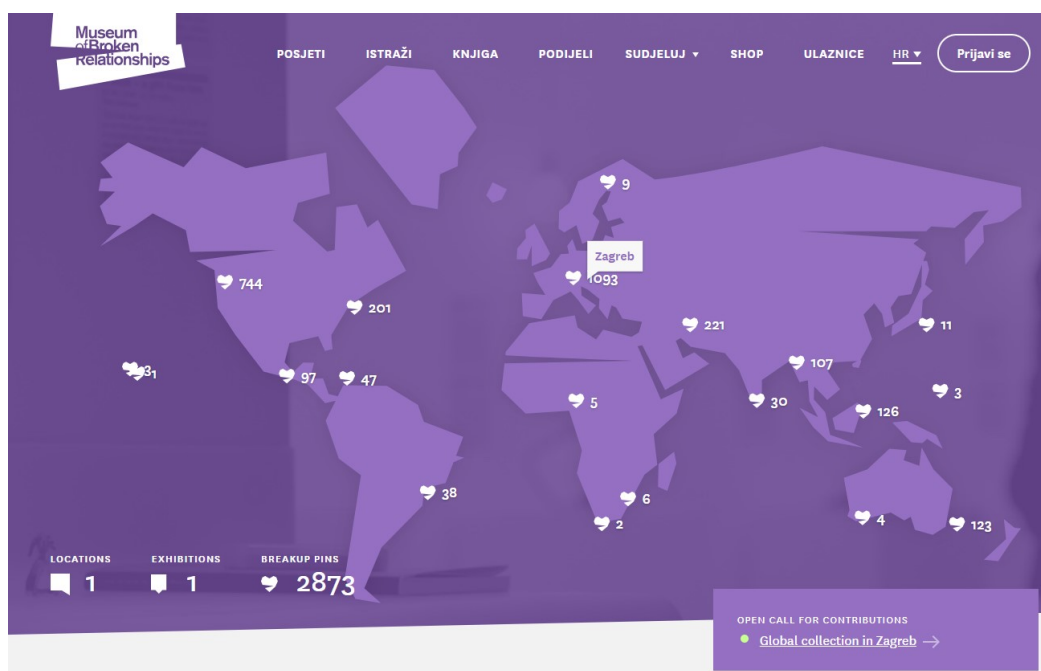 Museum
of Broken
Relationships
POSJETI
ISTRAŽI
KNJIGA
PODIJELI
SUDJELUJ
SHOP
ULAZNICE
HR
Prijavi se
9
Zagreb
1093
744
201
221
11
31
97
47
107
5
30
3
126
38
6
2
4
123
LOCATIONS
1
EXHIBITIONS
1
BREAKUP PINS
2873
OPEN CALL FOR CONTRIBUTIONS
Global collection in Zagreb →